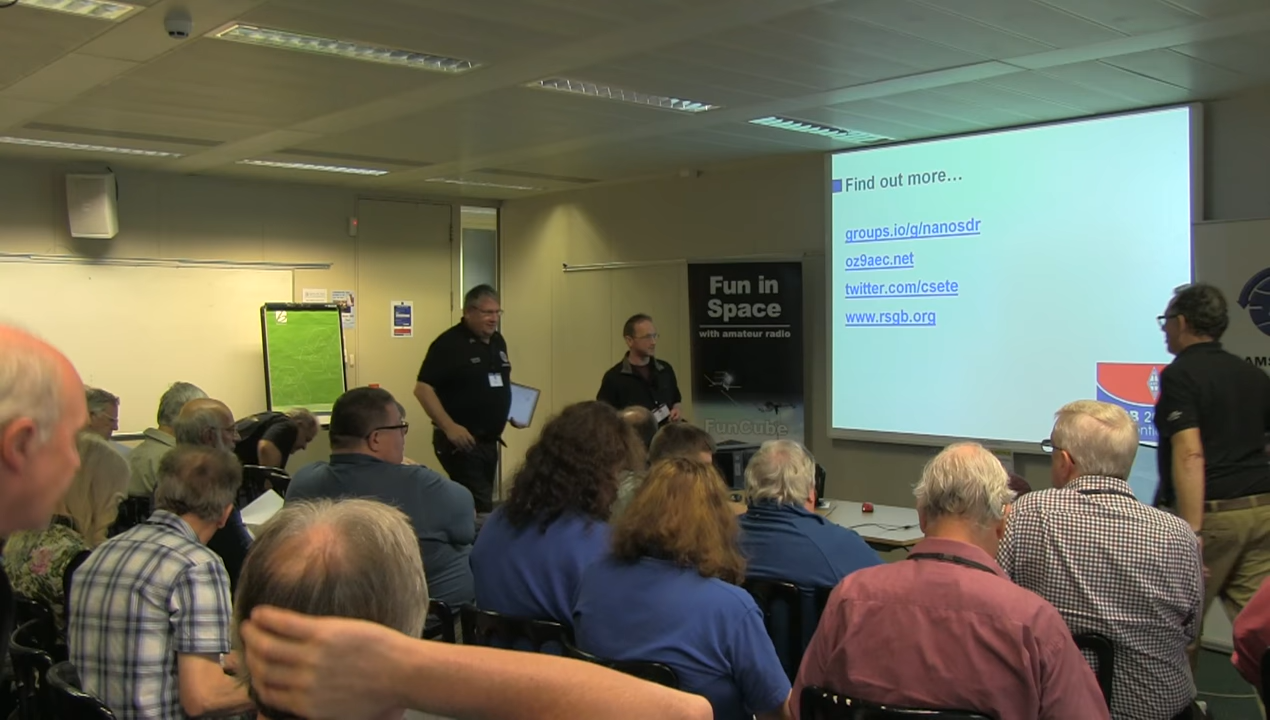 Find out more…
groups.io/g/nanosdr
oz9aec.net
twitter.com/csete
www.rsgb.org
Fun in
Space
with amateur radio
FunCube